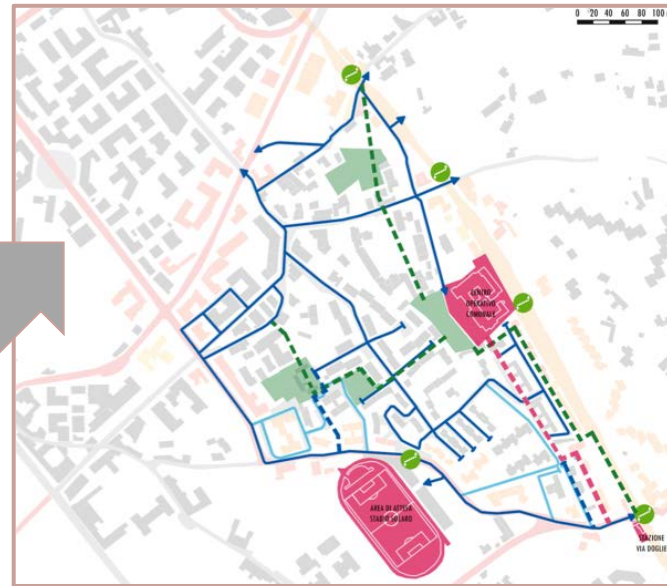 0 20 40 60 80 100
CENTRO
OPERATIVO
COMUNALE
AREA DI ATTESA
STADIO SOLARO
STAZIONE
VIA DOGLIE